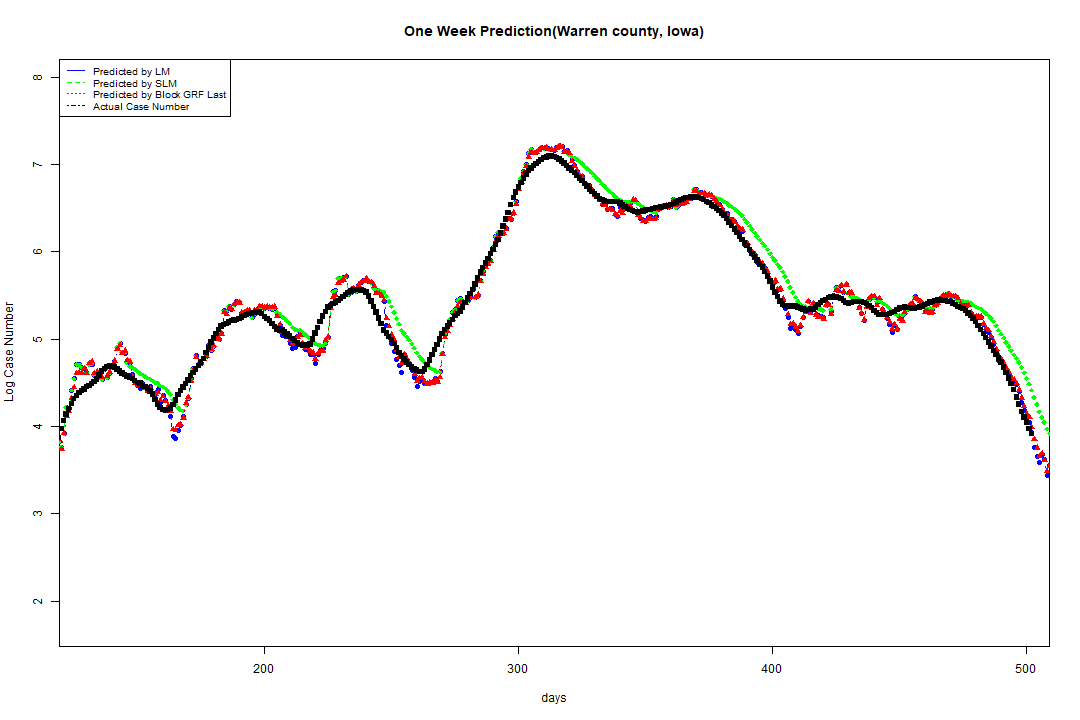 One Week Prediction(Warren county, Iowa)
Predicted by LM
Predicted by SLM
Predicted by Block GRF Last
Actual Case Number
8
7
6
5
4
3
2
Log Case Number
200 300 400 500
days